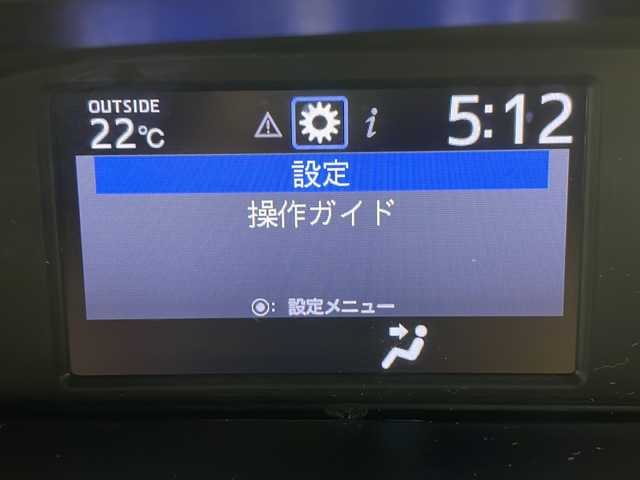 OUTSIDE
22℃
5:12
設定
操作ガイド
◉: 設定メニュー